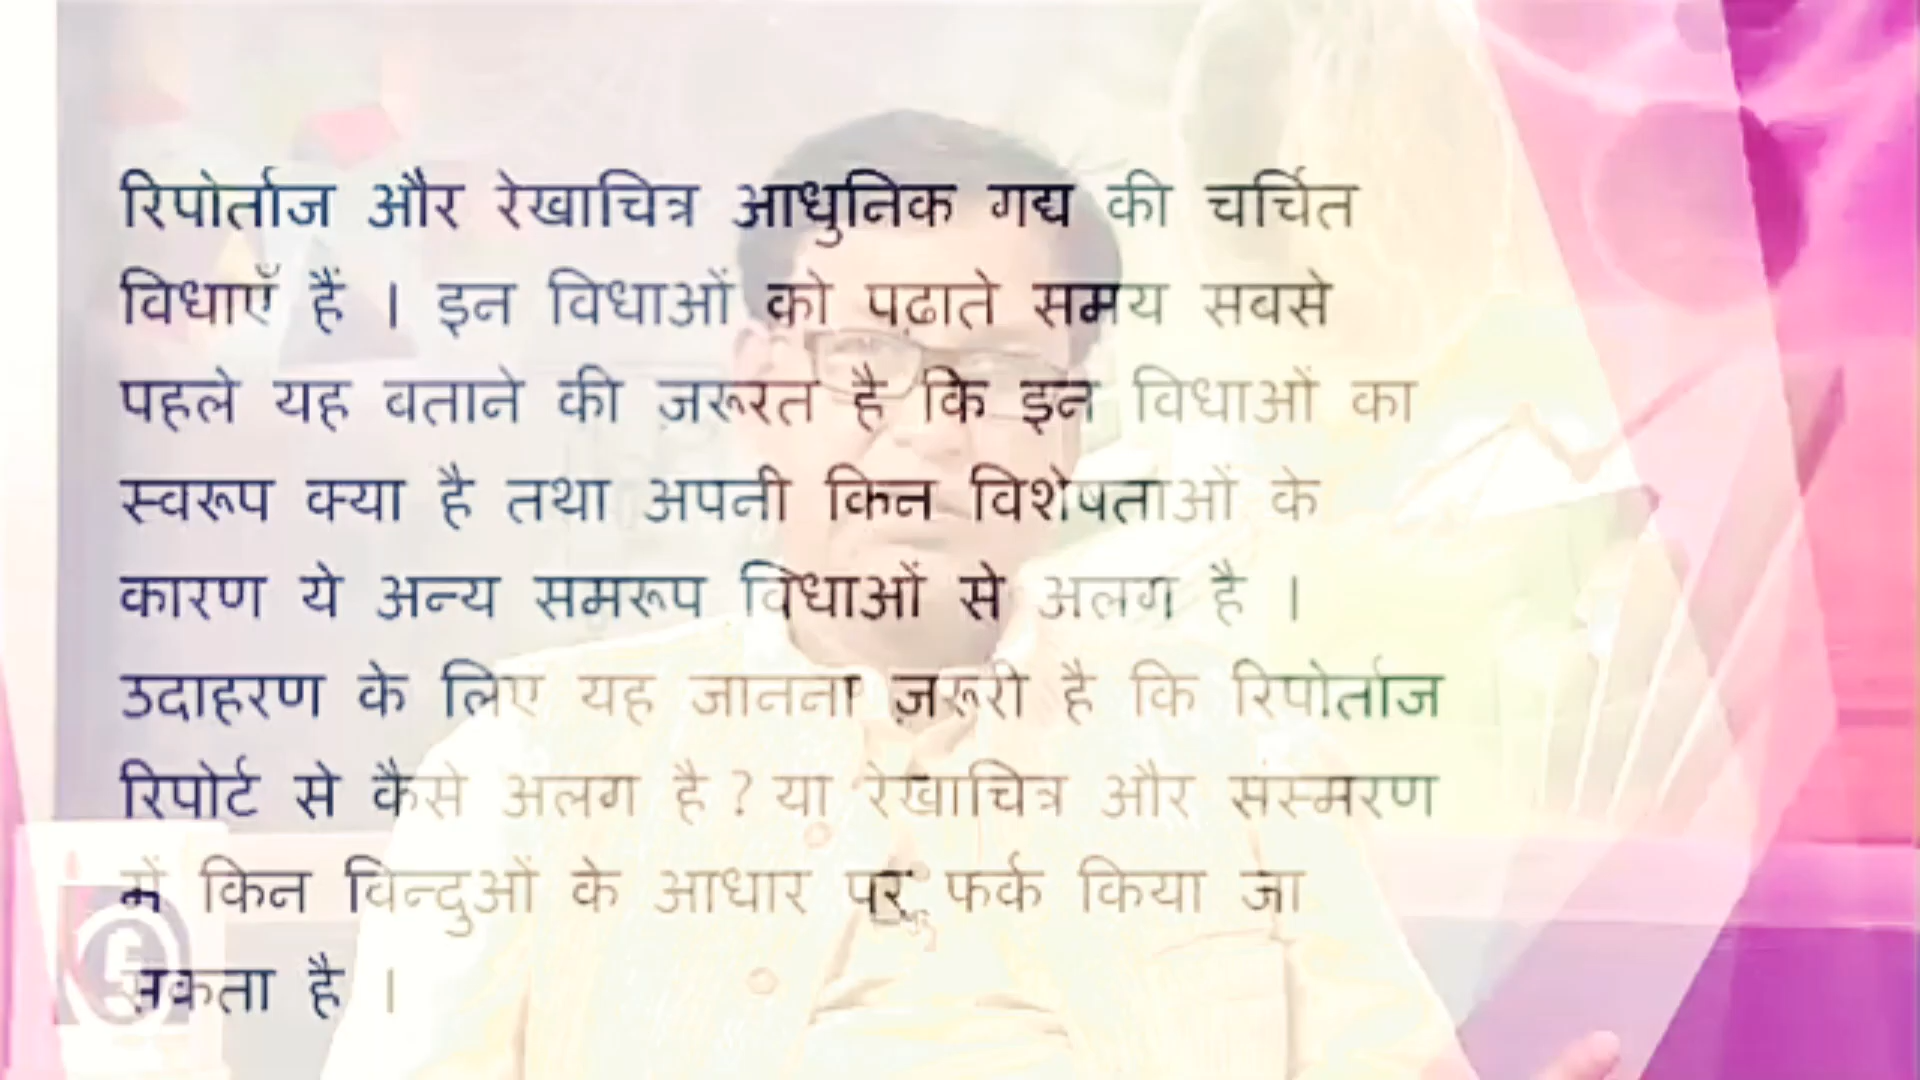 रिपोर्ताज और रेखाचित्र आधुनिक गद्य की चर्चित
विधाएँ हैं । इन विधाओं को पढ़ाते समय सबसे
पहले यह बताने की ज़रूरत है कि इन विधाओं का
स्वरूप क्या है तथा अपनी किन विशेषताओं के
कारण ये अन्य समरूप विधाओं से अलग है ।
उदाहरण के लिए यह जानना ज़रूरी है कि रिपोर्ताज
रिपोर्ट से कैसे अलग है ? या रेखाचित्र और संस्मरण
में किन बिन्दुओं के आधार पर फर्क किया जा
सकता है ।